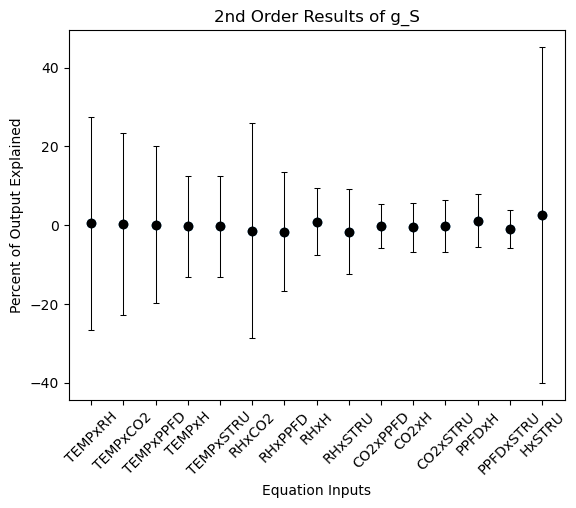 2nd Order Results of g_S
Percent of Output Explained
40
20
0
−20
−40
TEMPxRH
TEMPxCO2
TEMPxPPFD
TEMPxH
TEMPxSTRU
RHxCO2
RHxPPFD
RHxH
RHxSTRU
CO2xPPFD
CO2xH
CO2xSTRU
PPFDxH
PPFDxSTRU
HxSTRU
Equation Inputs